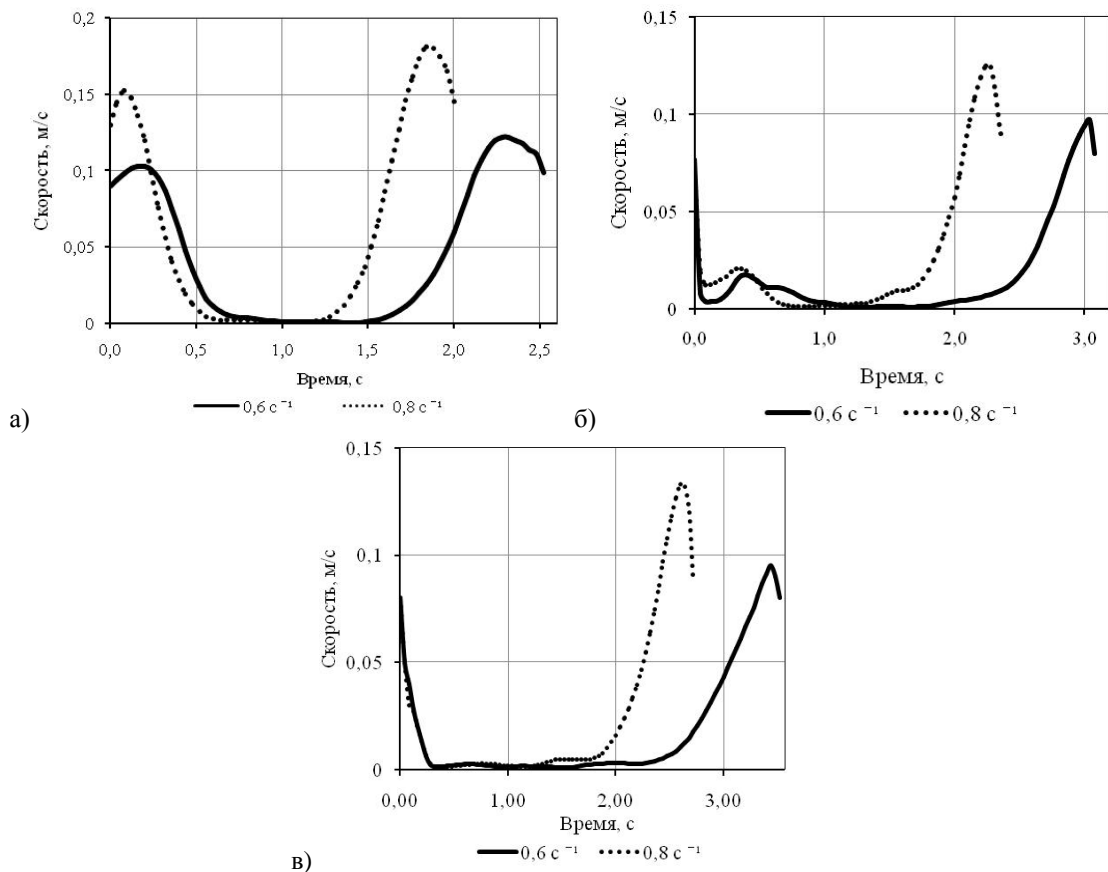 0,2
0,15
0,1
0,05
0
Скорость, м/с
0,0 0,5 1,0 1,5 2,0 2,5
Время, с
0,6 с ⁻¹ 0,8 с ⁻¹
а)
0,15
0,1
0,05
0
Скорость, м/с
0,0 1,0 2,0 3,0
Время, с
0,6 с ⁻¹ 0,8 с ⁻¹
б)
0,15
0,1
0,05
0
Скорость, м/с
0,00 1,00 2,00 3,00
Время, с
0,6 с ⁻¹ 0,8 с ⁻¹
в)